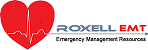 ROXELL EMT
Emergency Management Resources